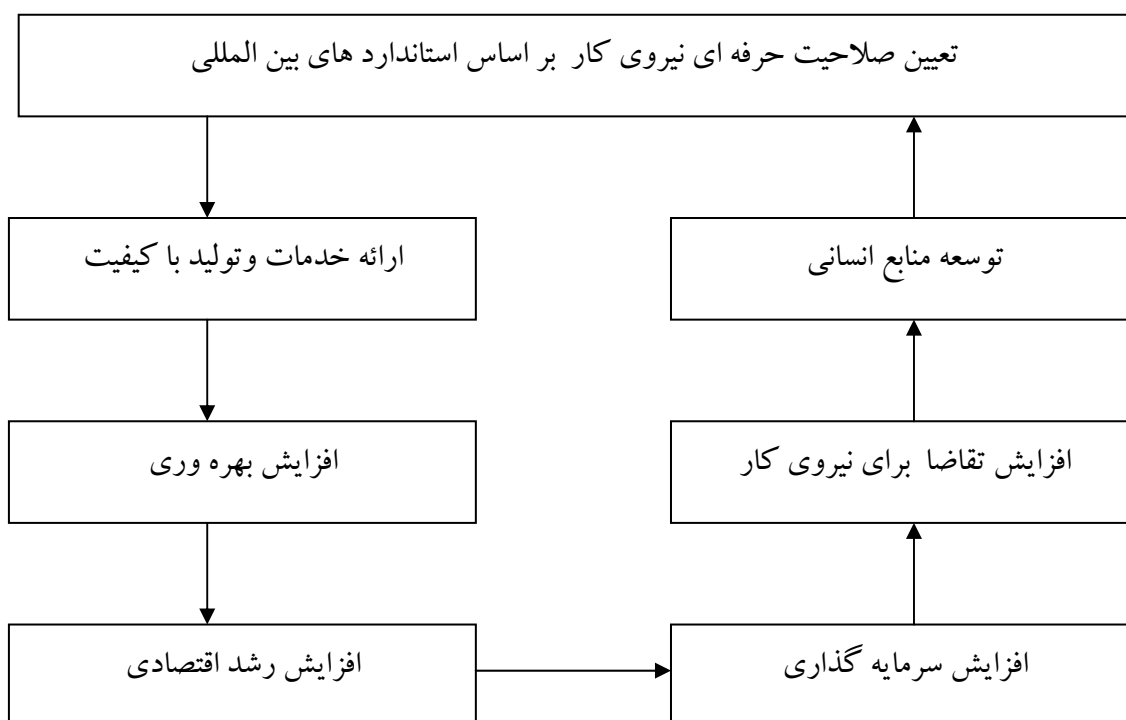 تعیین صلاحیت حرفه ای نیروی کار بر اساس استاندارد های بین المللی
توسعه منابع انسانی
ارائه خدمات وتولید با کیفیت
افزایش تقاضا برای نیروی کار
افزایش بهره وری
افزایش سرمایه گذاری
افزایش رشد اقتصادی